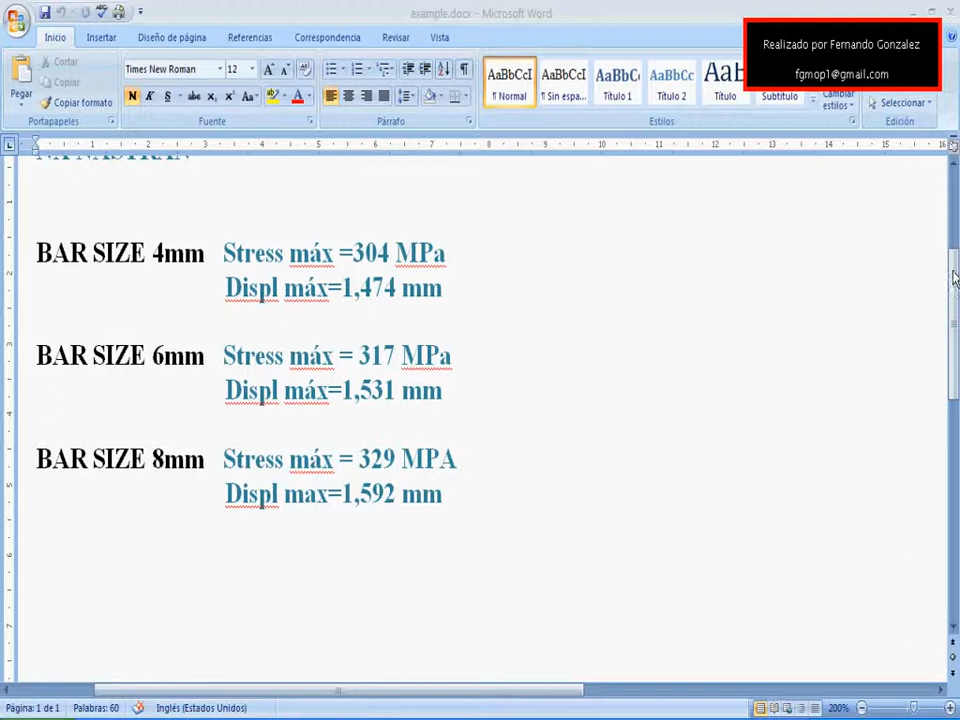 example.docx - Microsoft Word
Realizado por Fernando Gonzalez
fgmop1@gmail.com
Inicio Insertar Diseño de página Referencias Correspondencia Revisar Vista
Pegar
Cortar
Copiar
Copiar formato
Times New Roman 12
N K S abc x₂ x² Aa
AaBbCcI AaBbCcI AaBbC AaBbCc
¶ Normal ¶ Sin espa... Título 1 Título 2 Título Subtítulo
Cambiar estilos
Seleccionar
Portapapeles Fuente Párrafo Estilos Edición
BAR SIZE 4mm Stress máx =304 MPa
Displ máx=1,474 mm
BAR SIZE 6mm Stress máx = 317 MPa
Displ máx=1,531 mm
BAR SIZE 8mm Stress máx = 329 MPA
Displ max=1,592 mm
Página: 1 de 1 Palabras: 60 Inglés (Estados Unidos) 200%